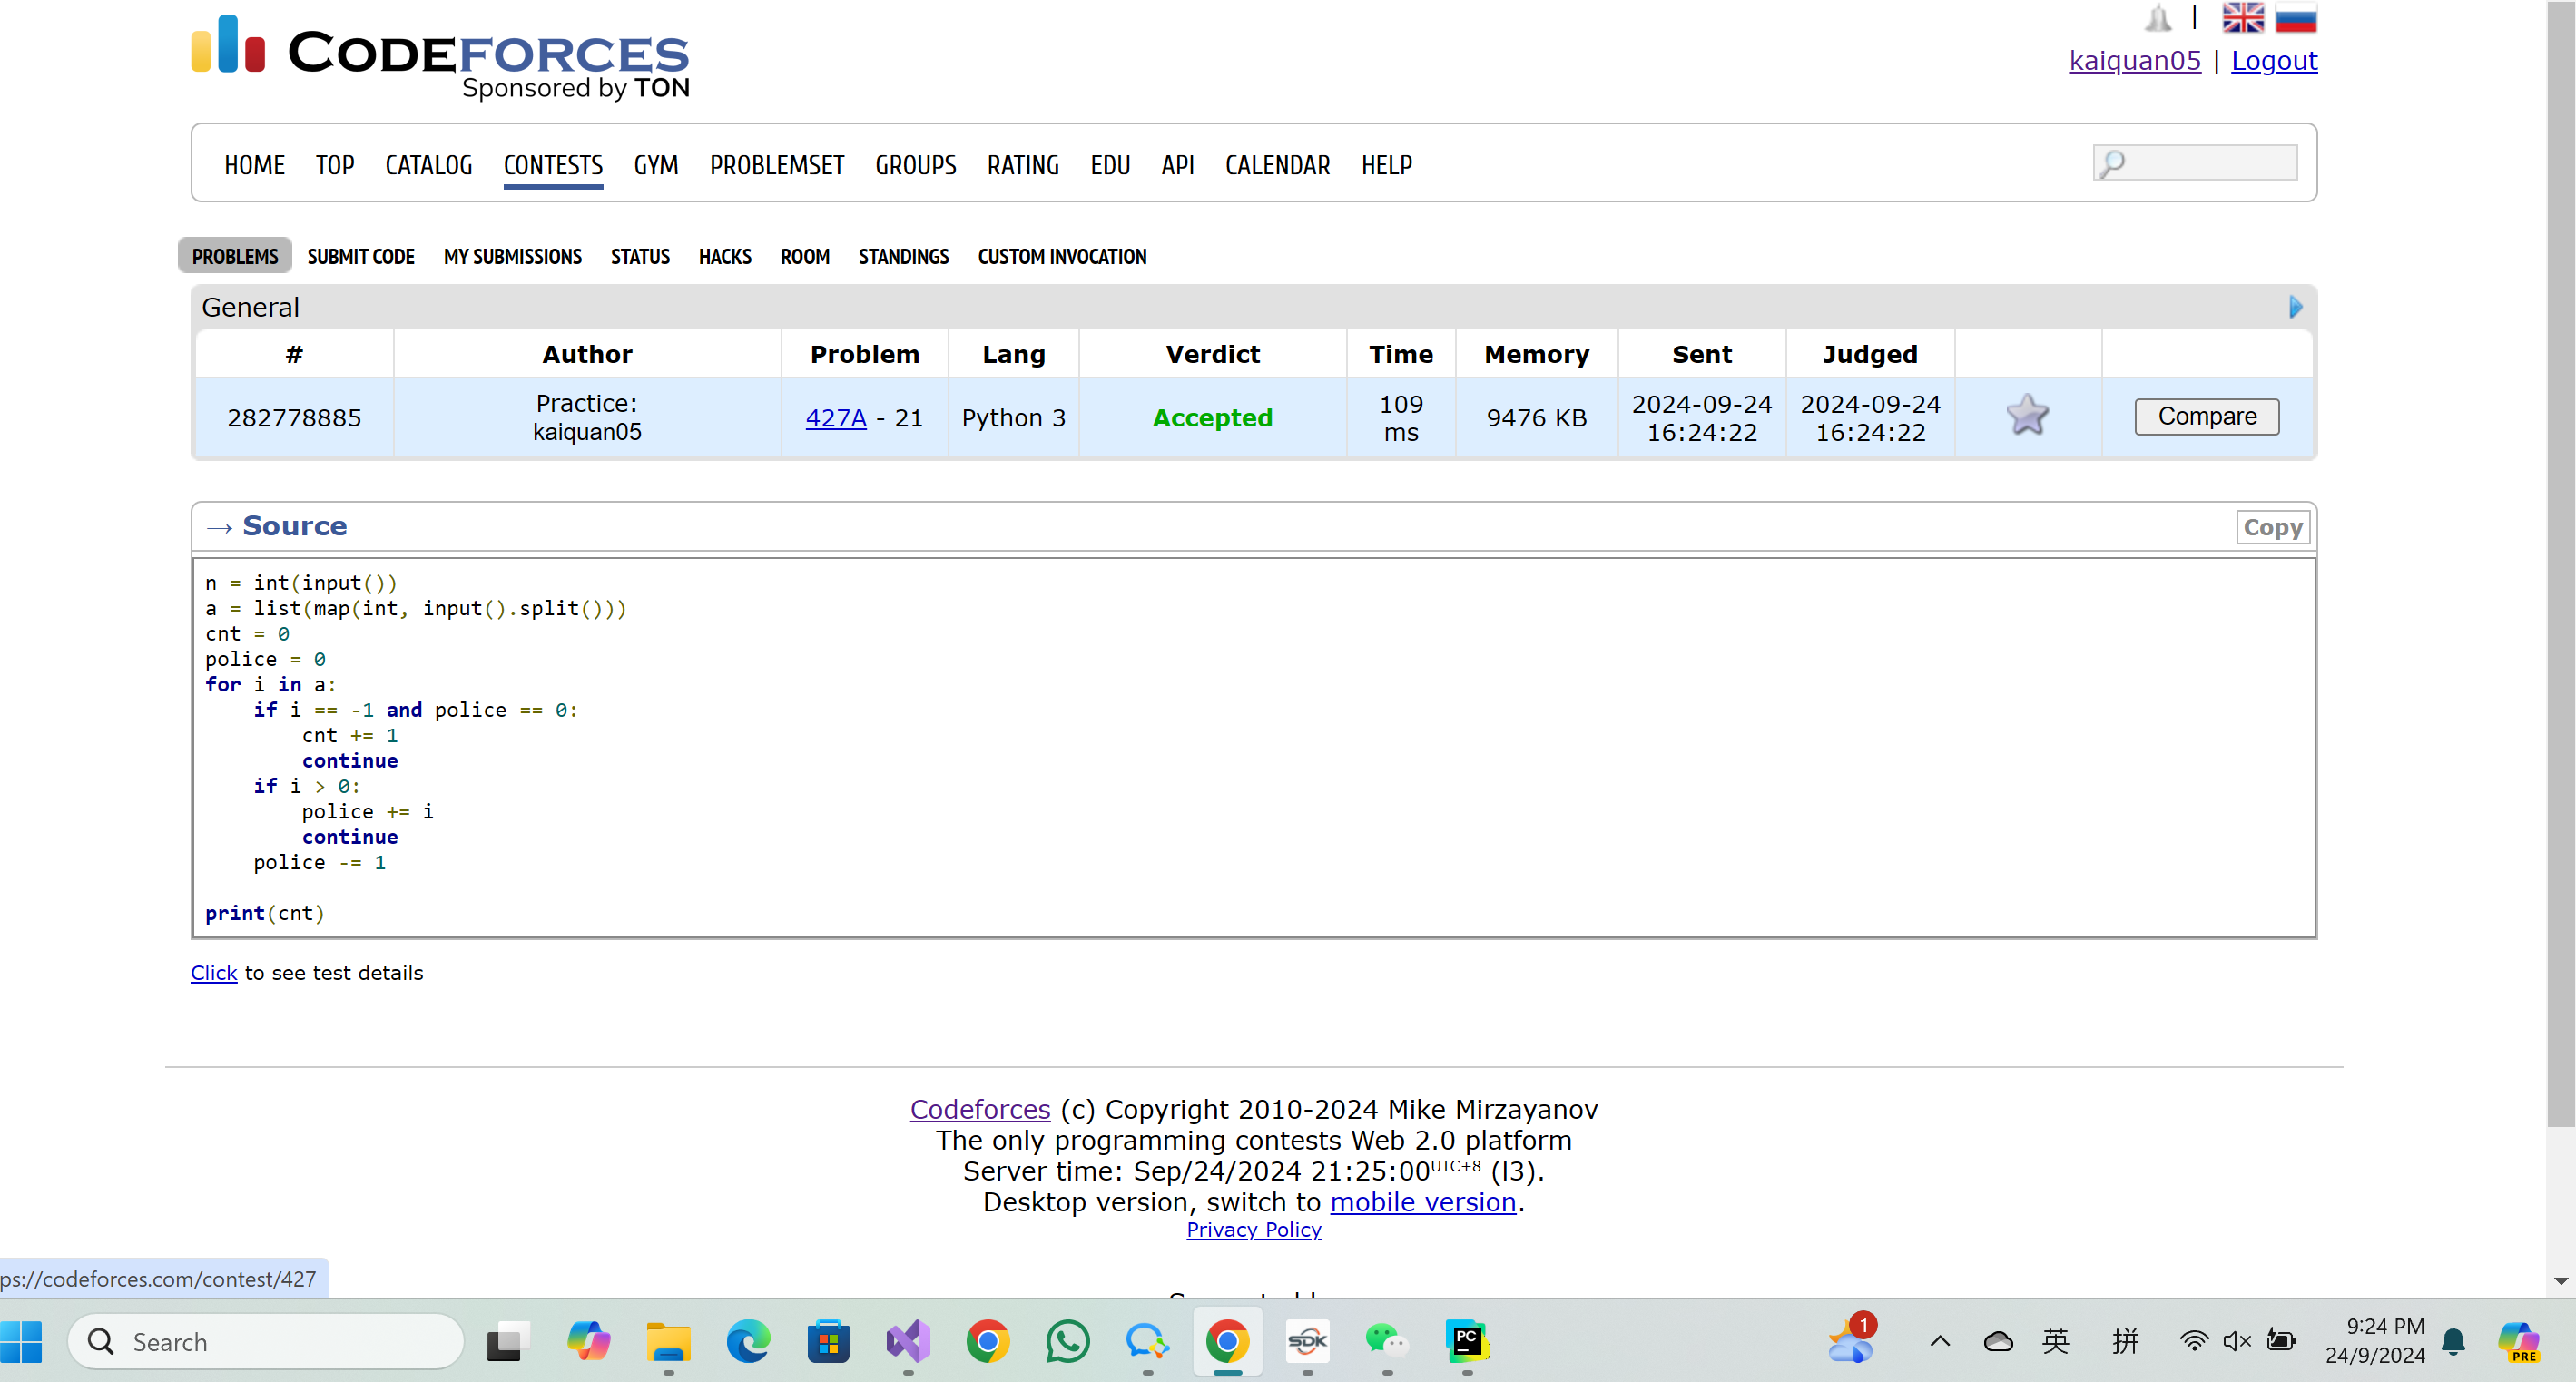 CODEFORCES
Sponsored by TON
|
kaiquan05 | Logout
HOME TOP CATALOG CONTESTS GYM PROBLEMSET GROUPS RATING EDU API CALENDAR HELP
PROBLEMS SUBMIT CODE MY SUBMISSIONS STATUS HACKS ROOM STANDINGS CUSTOM INVOCATION
General
# Author Problem Lang Verdict Time Memory Sent Judged
282778885 Practice: kaiquan05 427A - 21 Python 3 Accepted 109 ms 9476 KB 2024-09-24 16:24:22 2024-09-24 16:24:22 Compare
→ Source Copy
n = int(input())
a = list(map(int, input().split()))
cnt = 0
police = 0
for i in a:
    if i == -1 and police == 0:
        cnt += 1
        continue
    if i > 0:
        police += i
        continue
    police -= 1
print(cnt)
Click to see test details
Codeforces (c) Copyright 2010-2024 Mike Mirzayanov
The only programming contests Web 2.0 platform
Server time: Sep/24/2024 21:25:00UTC+8 (l3).
Desktop version, switch to mobile version.
Privacy Policy
ps://codeforces.com/contest/427
Search SDK PC 1 英 拼 9:24 PM PRE
24/9/2024